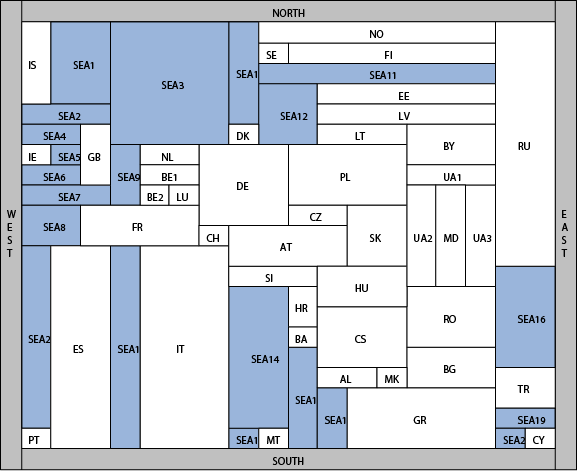 NORTH
NO
IS
SEA1
SEA3
SEA1
SE
FI
SEA11
EE
SEA12
SEA2
LV
SEA4
DK
LT
BY
RU
IE
SEA5
GB
SEA9
NL
DE
PL
SEA6
BE1
UA1
SEA7
BE2
LU
WEST
EAST
SEA8
FR
CZ
CH
AT
SK
UA2
MD
UA3
SI
HU
HR
SEA16
SEA2
ES
SEA1
IT
SEA14
BA
CS
RO
BG
AL
MK
TR
SEA1
SEA1
GR
SEA19
PT
SEA1
MT
SEA2
CY
SOUTH